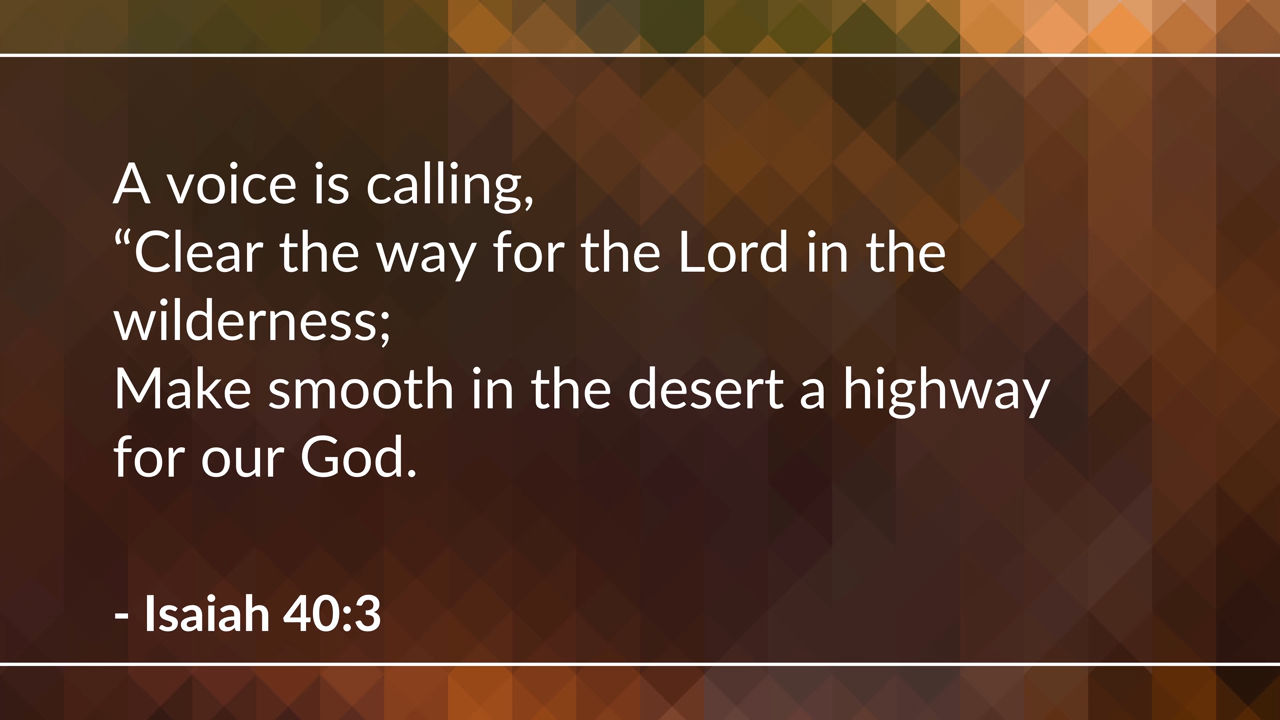 A voice is calling,
“Clear the way for the Lord in the
wilderness;
Make smooth in the desert a highway
for our God.
- Isaiah 40:3